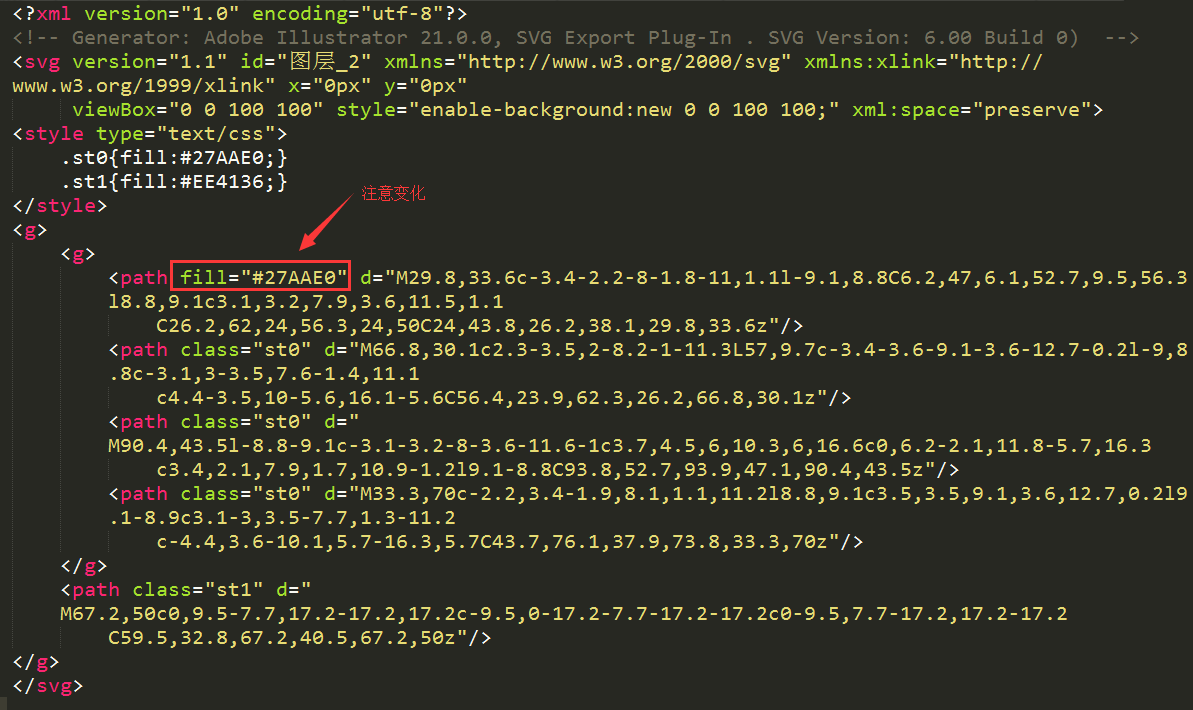 <?xml version="1.0" encoding="utf-8"?>
<!-- Generator: Adobe Illustrator 21.0.0, SVG Export Plug-In . SVG Version: 6.00 Build 0)  -->
<svg version="1.1" id="图层_2" xmlns="http://www.w3.org/2000/svg" xmlns:xlink="http://
www.w3.org/1999/xlink" x="0px" y="0px"
viewBox="0 0 100 100" style="enable-background:new 0 0 100 100;" xml:space="preserve">
<style type="text/css">
.st0{fill:#27AAE0;}
.st1{fill:#EE4136;}
注意变化
</style>
<g>
<g>
<path fill="#27AAE0" d="M29.8,33.6c-3.4-2.2-8-1.8-11,1.1l-9.1,8.8C6.2,47,6.1,52.7,9.5,56.3
l8.8,9.1c3.1,3.2,7.9,3.6,11.5,1.1
C26.2,62,24,56.3,24,50C24,43.8,26.2,38.1,29.8,33.6z"/>
<path class="st0" d="M66.8,30.1c2.3-3.5,2-8.2-1-11.3L57,9.7c-3.4-3.6-9.1-3.6-12.7-0.2l-9,8
.8c-3.1,3-3.5,7.6-1.4,11.1
c4.4-3.5,10-5.6,16.1-5.6C56.4,23.9,62.3,26.2,66.8,30.1z"/>
<path class="st0" d="
M90.4,43.5l-8.8-9.1c-3.1-3.2-8-3.6-11.6-1c3.7,4.5,6,10.3,6,16.6c0,6.2-2.1,11.8-5.7,16.3
c3.4,2.1,7.9,1.7,10.9-1.2l9.1-8.8C93.8,52.7,93.9,47.1,90.4,43.5z"/>
<path class="st0" d="M33.3,70c-2.2,3.4-1.9,8.1,1.1,11.2l8.8,9.1c3.5,3.5,9.1,3.6,12.7,0.2l9
.1-8.9c3.1-3,3.5-7.7,1.3-11.2
c-4.4,3.6-10.1,5.7-16.3,5.7C43.7,76.1,37.9,73.8,33.3,70z"/>
</g>
<path class="st1" d="
M67.2,50c0,9.5-7.7,17.2-17.2,17.2c-9.5,0-17.2-7.7-17.2-17.2c0-9.5,7.7-17.2,17.2-17.2
C59.5,32.8,67.2,40.5,67.2,50z"/>
</g>
</svg>